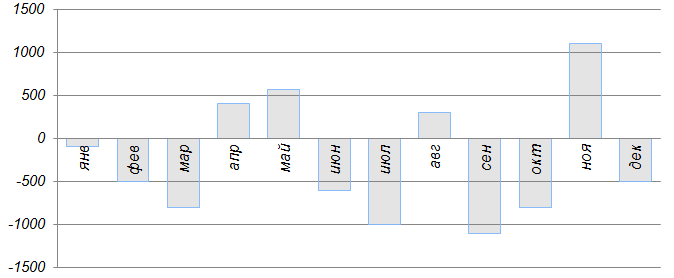 1500
1000
500
0
-500
-1000
-1500
янв
фев
мар
апр
май
июн
июл
авг
сен
окт
ноя
дек